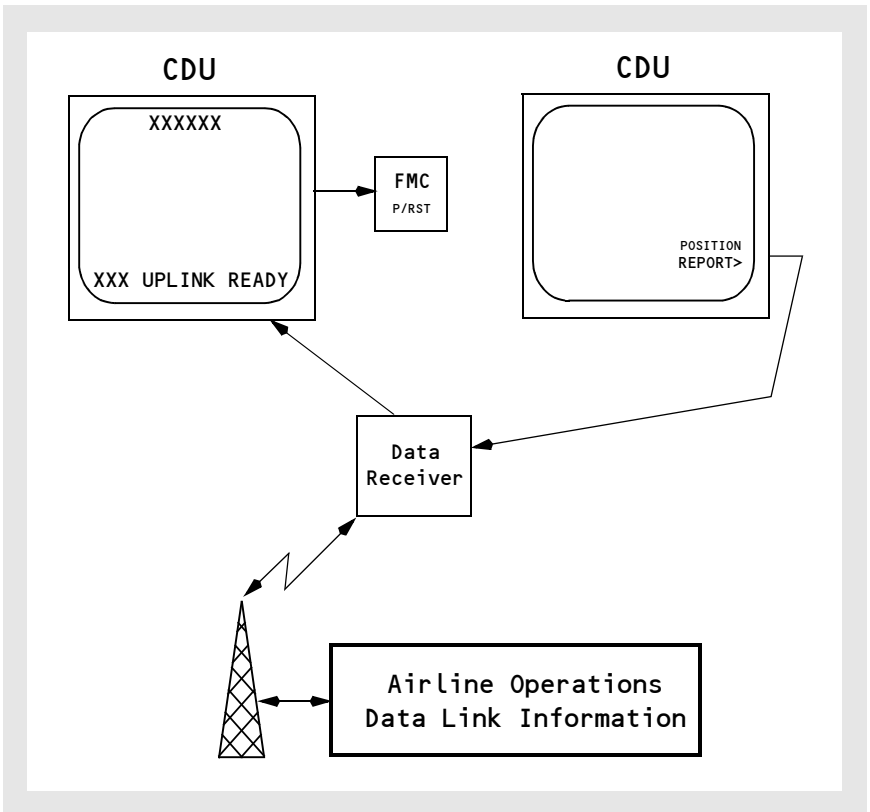 CDU
CDU
XXXXXX
FMC
P/RST
POSITION
REPORT>
XXX UPLINK READY
Data
Receiver
Airline Operations
Data Link Information